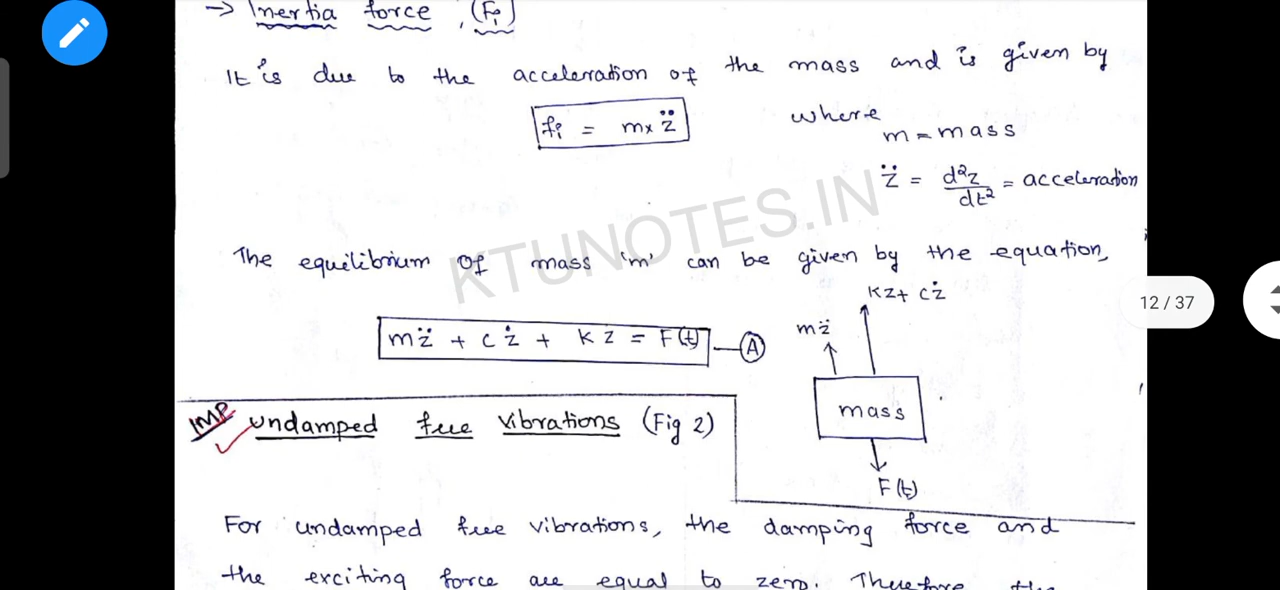 → Inertia force, (Fi)
It is due to the acceleration of the mass and is given by
fi = m x z̈
where
m = mass
z̈ = d²z/dt² = acceleration
KTUNOTES.IN
The equilibrium of mass 'm' can be given by the equation,
kz + cż
12 / 37
mz̈
mz̈ + cż + kz = F(t) — (A)
mass
IMP undamped free vibrations (Fig 2)
F(t)
For undamped free vibrations, the damping force and
the exciting force are equal to zero. Therefore the